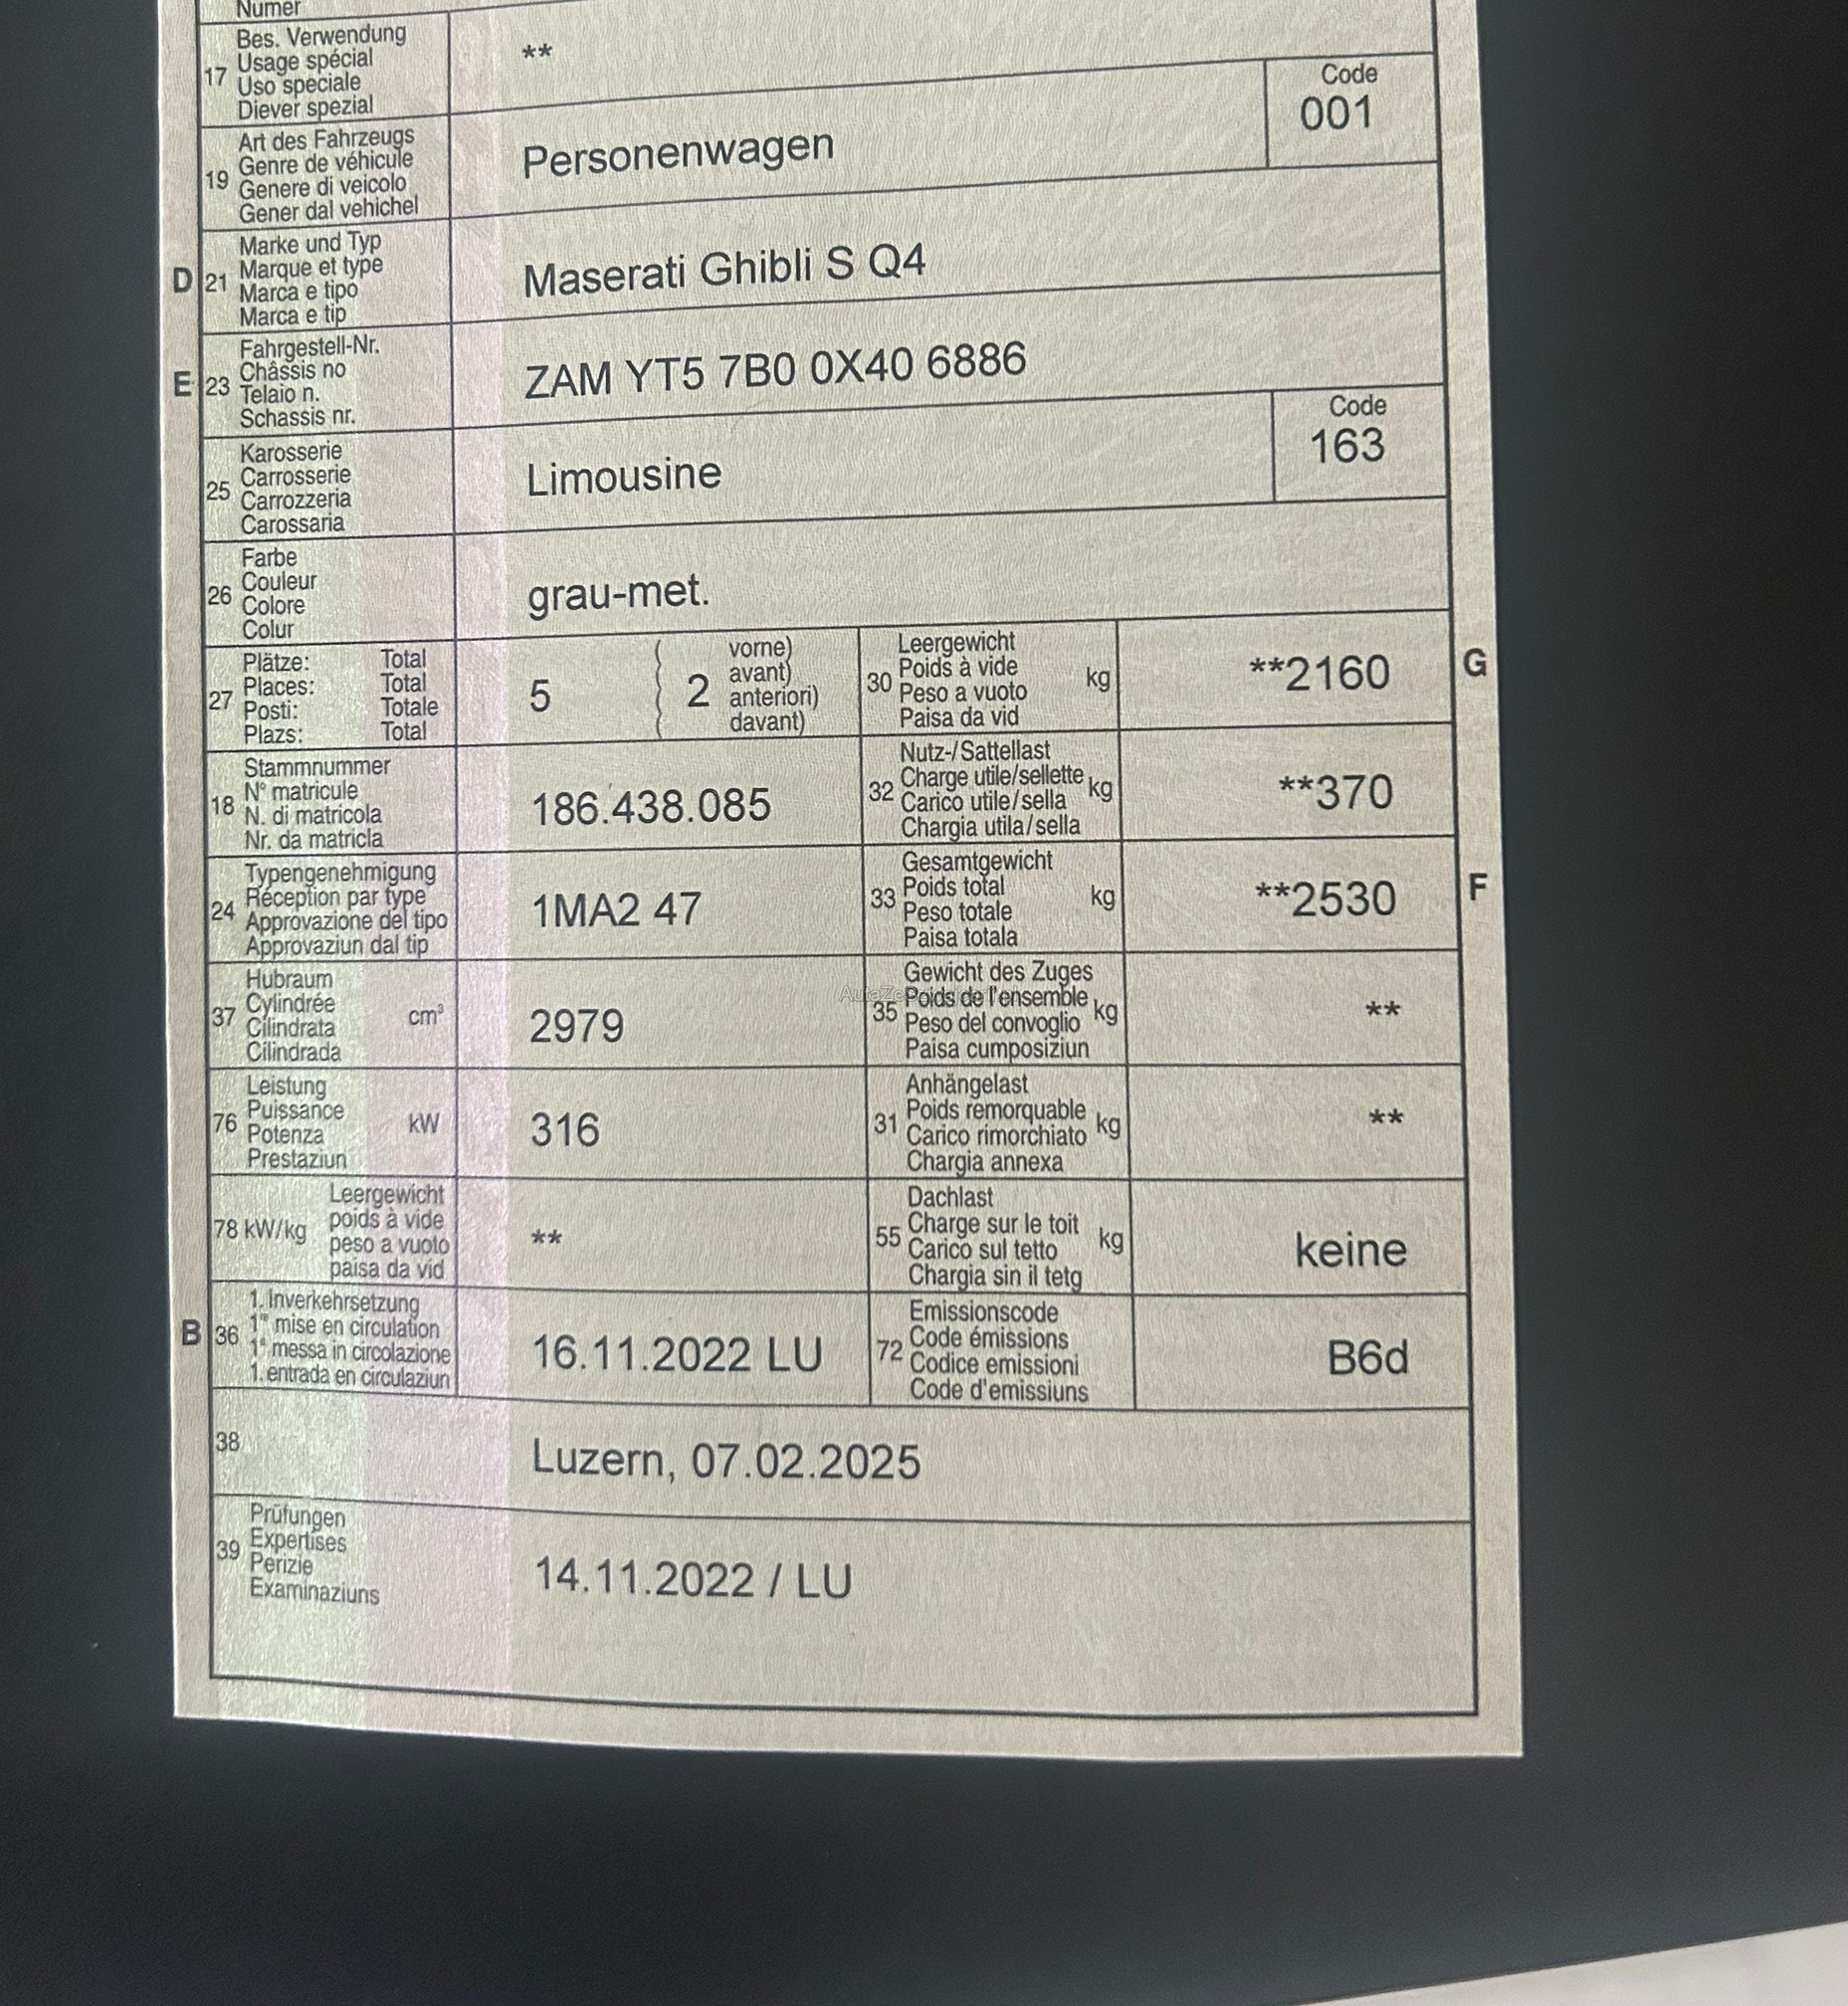 Numer
17 Bes. Verwendung
Usage spécial
Uso speciale
Diever spezial
**
19 Art des Fahrzeugs
Genre de véhicule
Genere di veicolo
Gener dal vehichel
Personenwagen
Code
001
D 21 Marke und Typ
Marque et type
Marca e tipo
Marca e tip
Maserati Ghibli S Q4
E 23 Fahrgestell-Nr.
Châssis no
Telaio n.
Schassis nr.
ZAM YT5 7B0 0X40 6886
25 Karosserie
Carrosserie
Carrozzeria
Carossaria
Limousine
Code
163
26 Farbe
Couleur
Colore
Colur
grau-met.
27 Plätze: Total
Places: Total
Posti: Totale
Plazs: Total
5 ( 2 vorne)
avant)
anteriori)
davant)
30 Leergewicht
Poids à vide kg
Peso a vuoto
Paisa da vid
**2160 G
18 Stammnummer
N° matricule
N. di matricola
Nr. da matricla
186.438.085
32 Nutz-/Sattellast
Charge utile/sellette kg
Carico utile/sella
Chargia utila/sella
**370
24 Typengenehmigung
Réception par type
Approvazione del tipo
Approvaziun dal tip
1MA2 47
33 Gesamtgewicht
Poids total kg
Peso totale
Paisa totala
**2530 F
37 Hubraum
Cylindrée cm³
Cilindrata
Cilindrada
2979
35 Gewicht des Zuges
Poids de l'ensemble kg
Peso del convoglio
Paisa cumposiziun
**
76 Leistung
Puissance kW
Potenza
Prestaziun
316
31 Anhängelast
Poids remorquable kg
Carico rimorchiato
Chargia annexa
**
78 kW/kg Leergewicht
poids à vide
peso a vuoto
paisa da vid
**
55 Dachlast
Charge sur le toit kg
Carico sul tetto
Chargia sin il tetg
keine
B 36 1. Inverkehrsetzung
1re mise en circulation
1a messa in circolazione
1. entrada en circulaziun
16.11.2022 LU
72 Emissionscode
Code émissions
Codice emissioni
Code d'emissiuns
B6d
38
Luzern, 07.02.2025
39 Prüfungen
Expertises
Perizie
Examinaziuns
14.11.2022 / LU